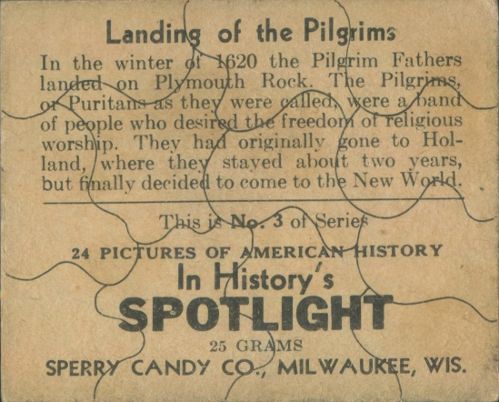 Landing of the Pilgrims
In the winter of 1620 the Pilgrim Fathers
landed on Plymouth Rock. The Pilgrims,
or Puritans as they were called, were a band
of people who desired the freedom of religious
worship. They had originally gone to Hol-
land, where they stayed about two years,
but finally decided to come to the New World.
This is No. 3 of Series
24 PICTURES OF AMERICAN HISTORY
In History's
SPOTLIGHT
25 GRAMS
SPERRY CANDY CO., MILWAUKEE, WIS.